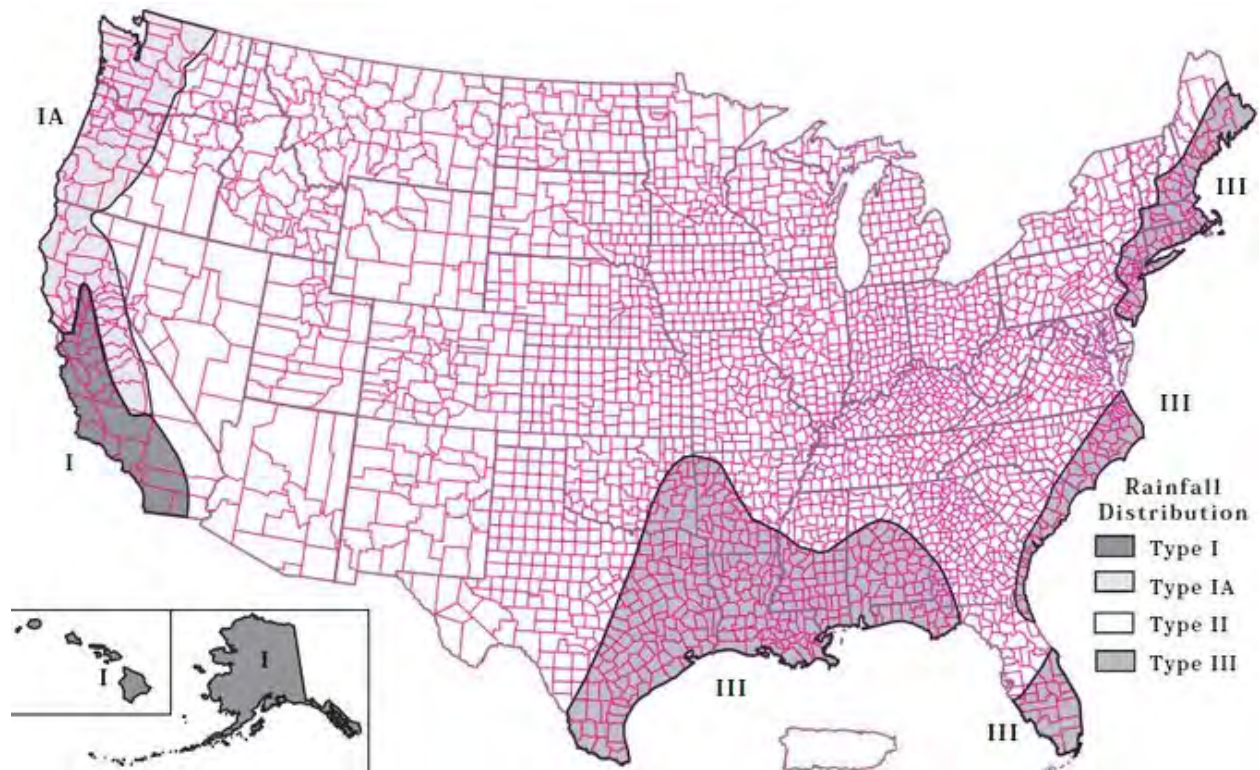 IA
III
III
I
Rainfall
Distribution
Type I
Type IA
Type II
Type III
I
I
III
III